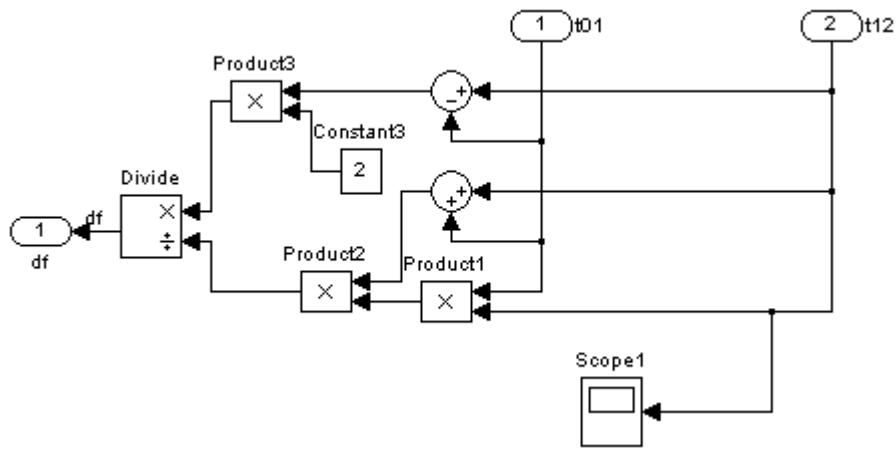 1
t01
2
t12
Product3
Constant3
2
Divide
1
df
df
Product2
Product1
Scope1